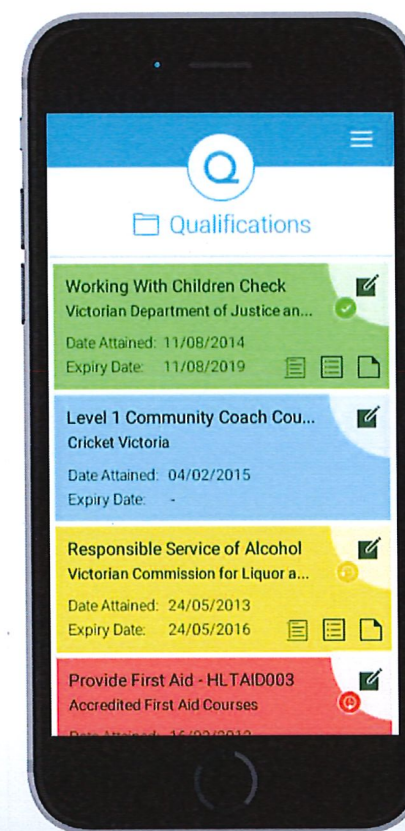 Q
Qualifications
Working With Children Check
Victorian Department of Justice an...
Date Attained: 11/08/2014
Expiry Date: 11/08/2019
Level 1 Community Coach Cou...
Cricket Victoria
Date Attained: 04/02/2015
Expiry Date: -
Responsible Service of Alcohol
Victorian Commission for Liquor a...
Date Attained: 24/05/2013
Expiry Date: 24/05/2016
Provide First Aid - HLTAID003
Accredited First Aid Courses
Date Attained: